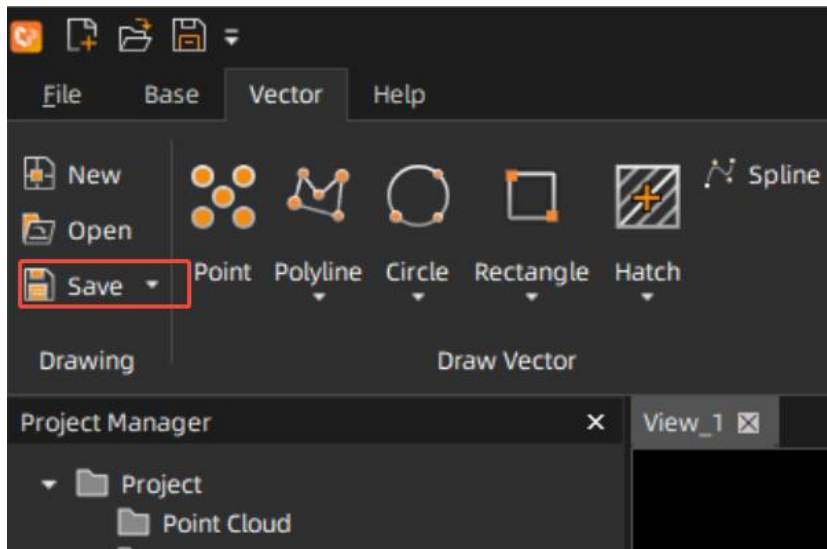 File Base Vector Help
New
Open
Save
Point Polyline Circle Rectangle Hatch
Spline
Drawing
Draw Vector
Project Manager
View_1
Project
Point Cloud